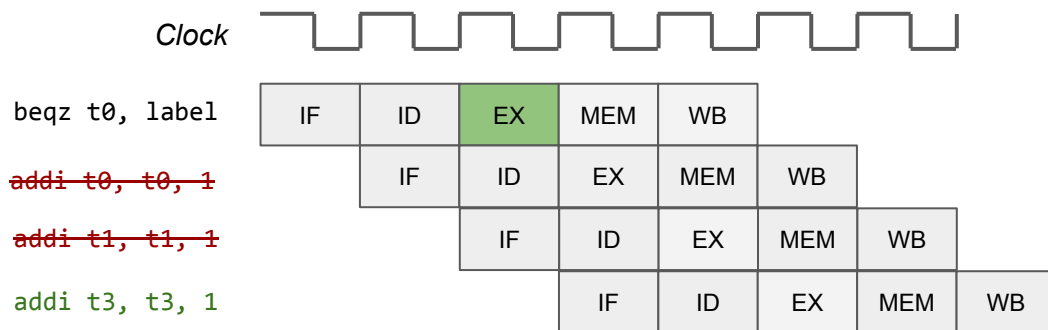 Clock
beqz t0, label IF ID EX MEM WB
addi t0, t0, 1 IF ID EX MEM WB
addi t1, t1, 1 IF ID EX MEM WB
addi t3, t3, 1 IF ID EX MEM WB